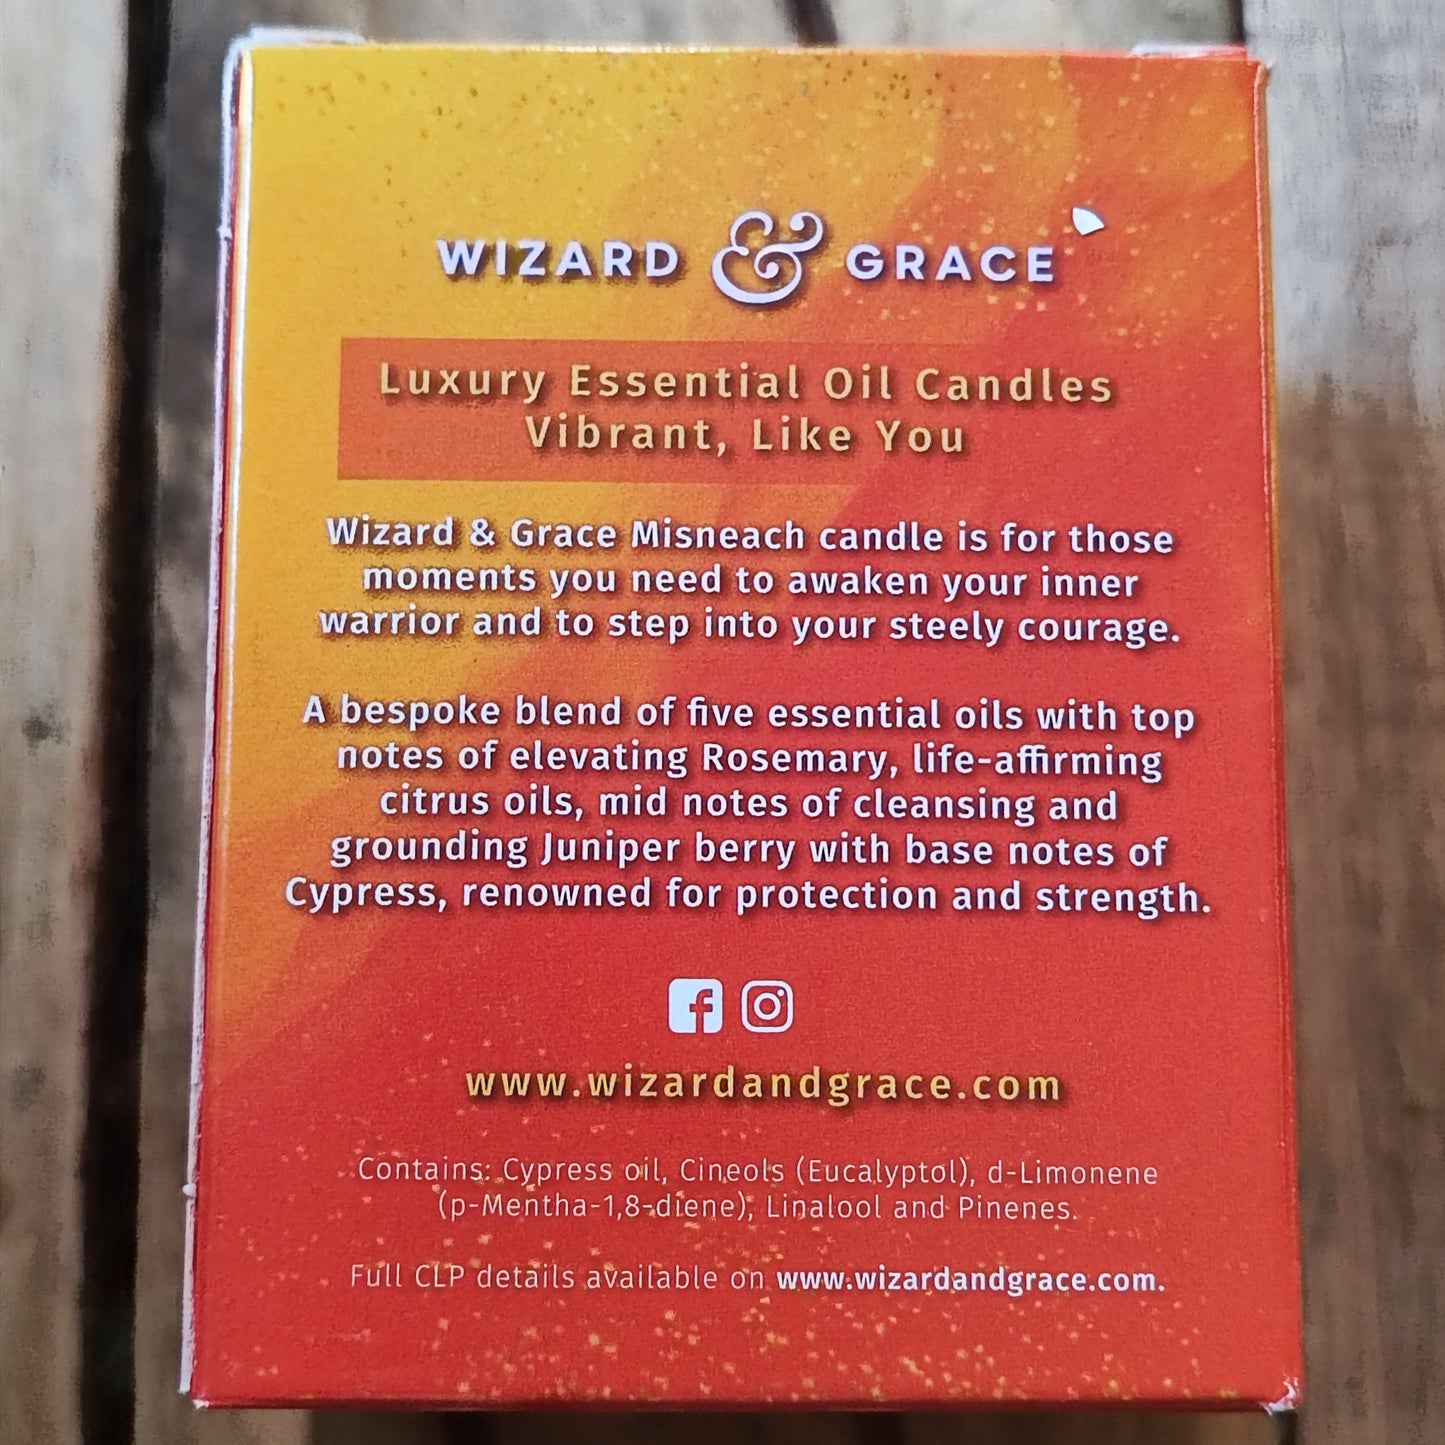 WIZARD & GRACE
Luxury Essential Oil Candles
Vibrant, Like You
Wizard & Grace Misneach candle is for those
moments you need to awaken your inner
warrior and to step into your steely courage.
A bespoke blend of five essential oils with top
notes of elevating Rosemary, life-affirming
citrus oils, mid notes of cleansing and
grounding Juniper berry with base notes of
Cypress, renowned for protection and strength.
www.wizardandgrace.com
Contains: Cypress oil, Cineols (Eucalyptol), d-Limonene
(p-Mentha-1,8-diene), Linalool and Pinenes.
Full CLP details available on www.wizardandgrace.com.